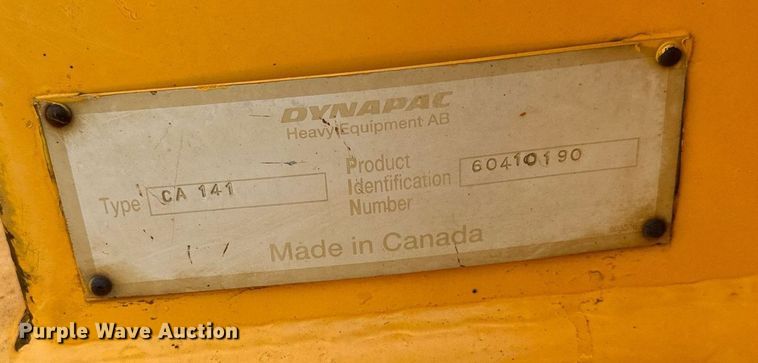 DYNAPAC
Heavy Equipment AB
Type CA 141
Product Identification Number 60410190
Made in Canada
Purple Wave Auction